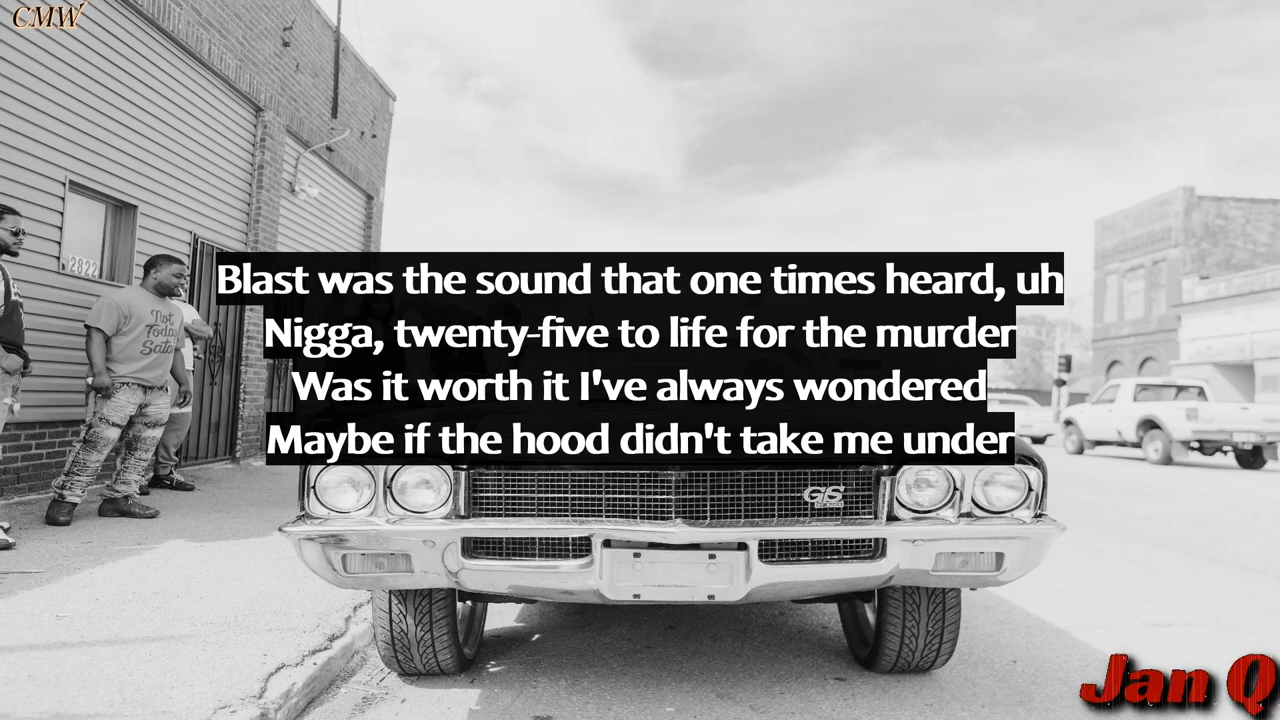 CMW
2822
Not
Today
Satan
Blast was the sound that one times heard, uh
Nigga, twenty-five to life for the murder
Was it worth it I've always wondered
Maybe if the hood didn't take me under
GS
Jan Q